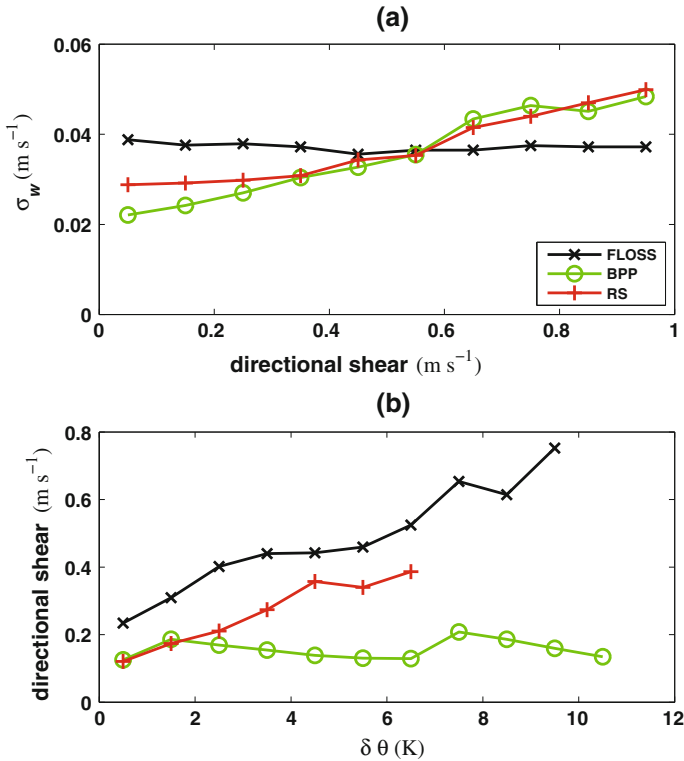 (a)
0.06
0.04
0.02
0
σw (m s⁻¹)
FLOSS
BPP
RS
0 0.2 0.4 0.6 0.8 1
directional shear (m s⁻¹)
(b)
0.8
0.6
0.4
0.2
0
directional shear (m s⁻¹)
0 2 4 6 8 10 12
δ θ (K)